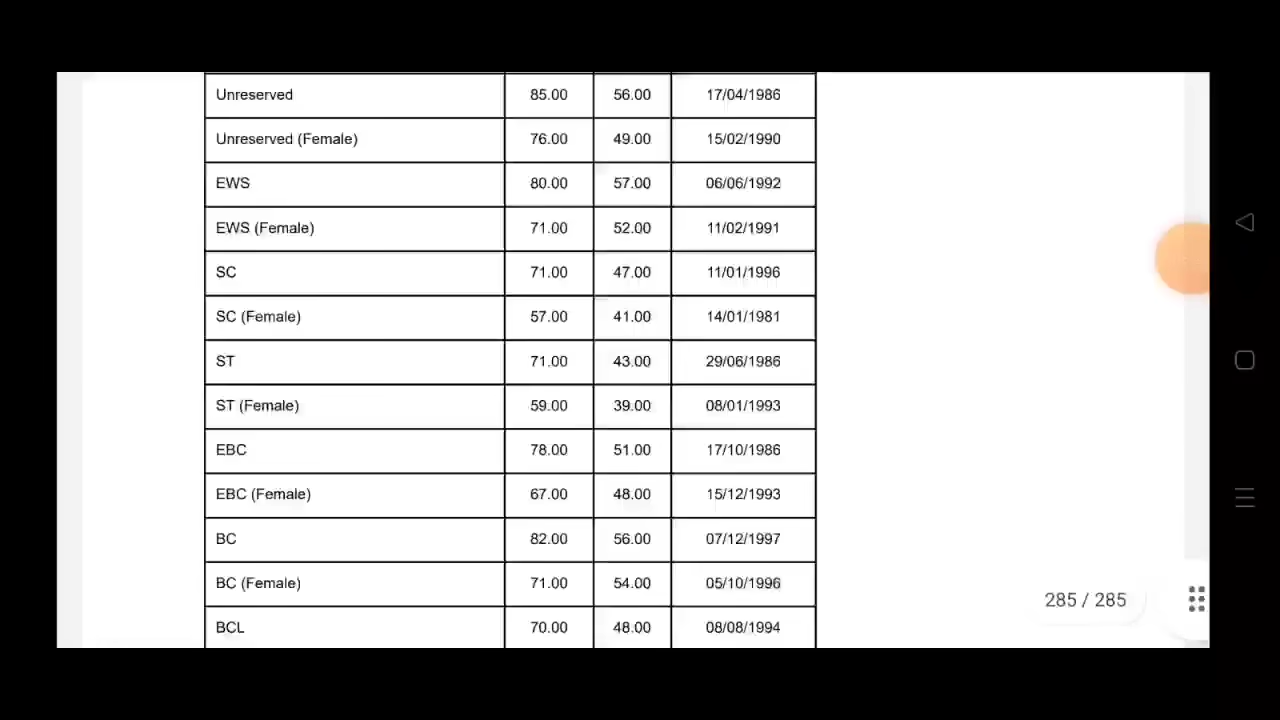 Unreserved 85.00 56.00 17/04/1986
Unreserved (Female) 76.00 49.00 15/02/1990
EWS 80.00 57.00 06/06/1992
EWS (Female) 71.00 52.00 11/02/1991
SC 71.00 47.00 11/01/1996
SC (Female) 57.00 41.00 14/01/1981
ST 71.00 43.00 29/06/1986
ST (Female) 59.00 39.00 08/01/1993
EBC 78.00 51.00 17/10/1986
EBC (Female) 67.00 48.00 15/12/1993
BC 82.00 56.00 07/12/1997
BC (Female) 71.00 54.00 05/10/1996
BCL 70.00 48.00 08/08/1994
285 / 285